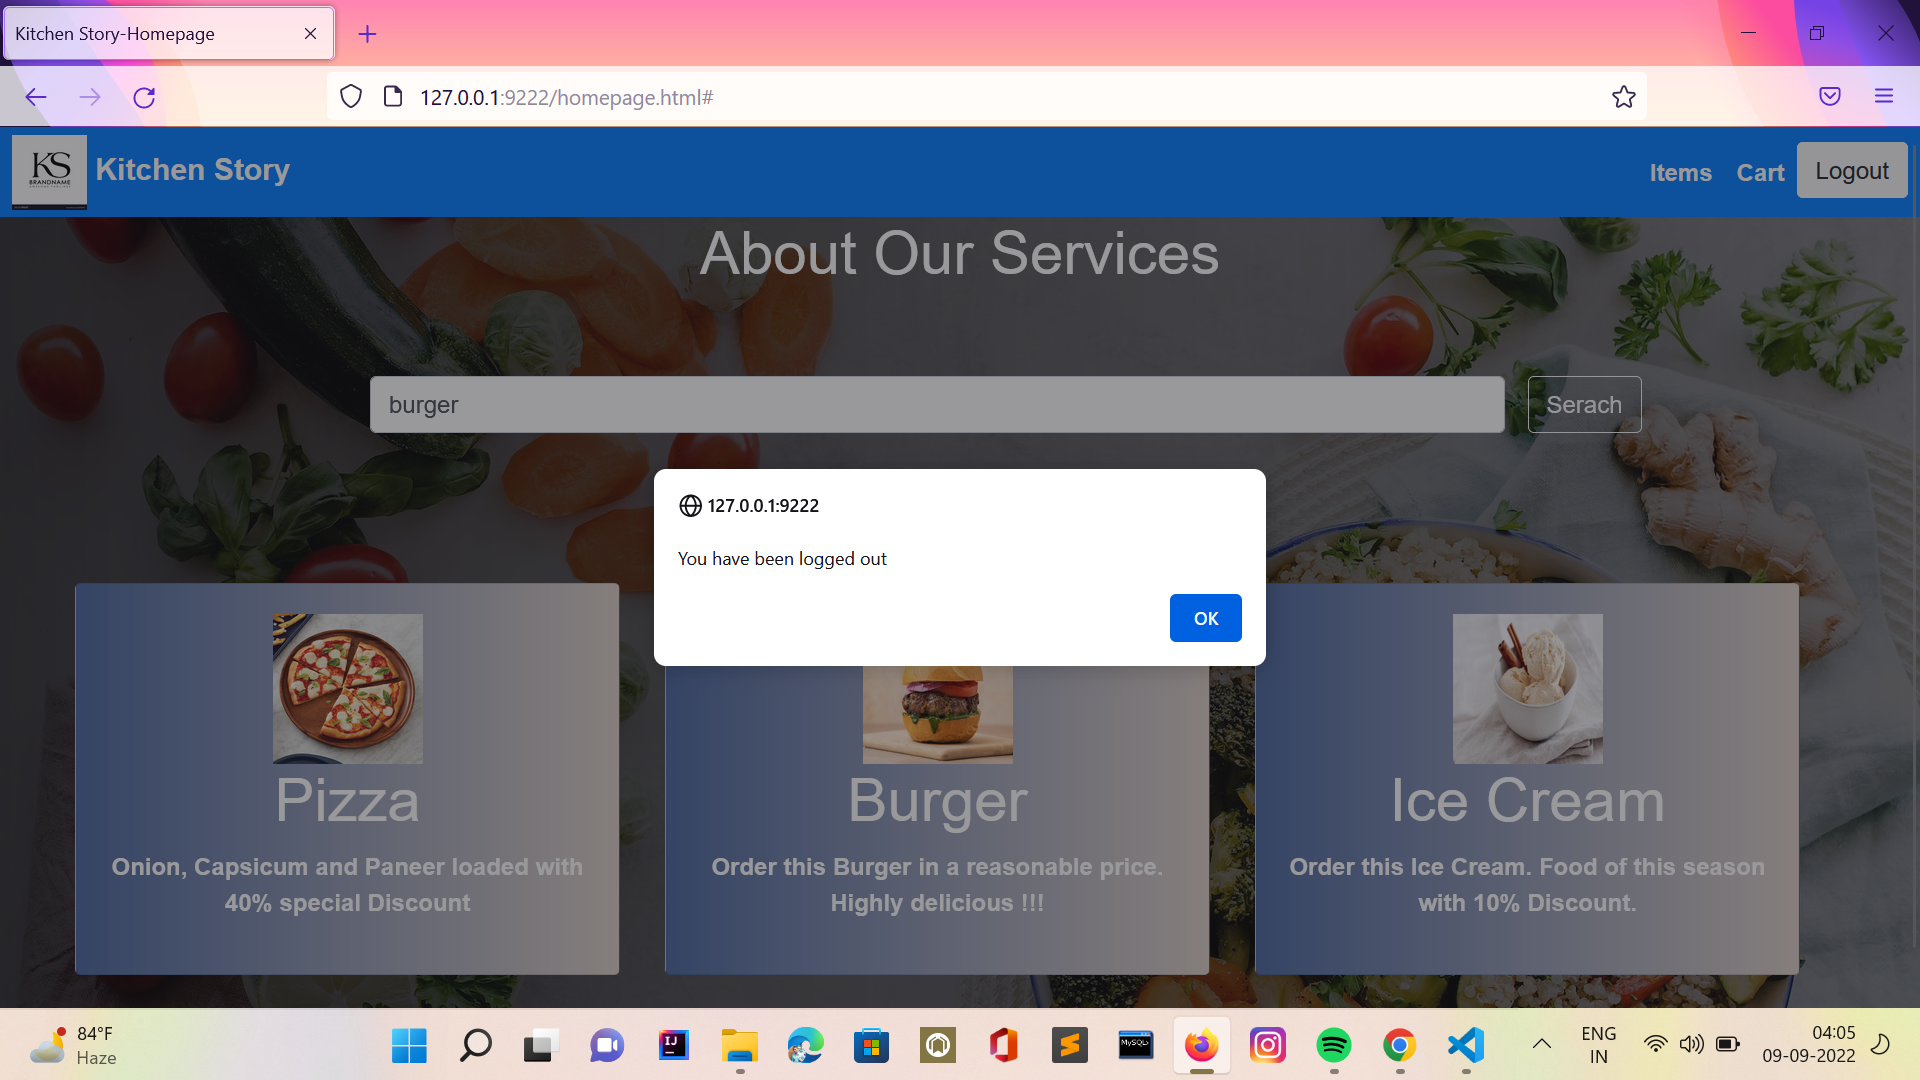 Kitchen Story-Homepage
127.0.0.1:9222/homepage.html#
KS
BRANDNAME
Kitchen Story
Items
Cart
Logout
About Our Services
burger
Serach
127.0.0.1:9222
You have been logged out
OK
Pizza
Onion, Capsicum and Paneer loaded with
40% special Discount
Burger
Order this Burger in a reasonable price.
Highly delicious !!!
Ice Cream
Order this Ice Cream. Food of this season
with 10% Discount.
84°F
Haze
IJ
MySQL
ENG
IN
04:05
09-09-2022